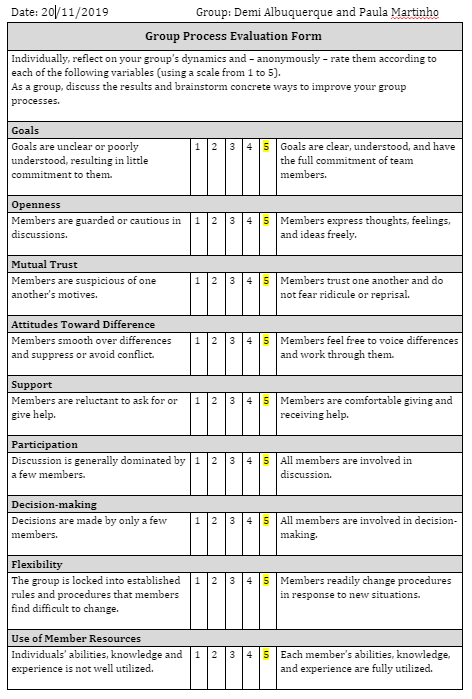 Date: 20/11/2019 Group: Demi Albuquerque and Paula Martinho
Group Process Evaluation Form
Individually, reflect on your group's dynamics and – anonymously – rate them according to
each of the following variables (using a scale from 1 to 5).
As a group, discuss the results and brainstorm concrete ways to improve your group
processes.
Goals
Goals are unclear or poorly 1 2 3 4 5 Goals are clear, understood, and have
understood, resulting in little the full commitment of team
commitment to them. members.
Openness
Members are guarded or cautious in 1 2 3 4 5 Members express thoughts, feelings,
discussions. and ideas freely.
Mutual Trust
Members are suspicious of one 1 2 3 4 5 Members trust one another and do
another's motives. not fear ridicule or reprisal.
Attitudes Toward Difference
Members smooth over differences 1 2 3 4 5 Members feel free to voice differences
and suppress or avoid conflict. and work through them.
Support
Members are reluctant to ask for or 1 2 3 4 5 Members are comfortable giving and
give help. receiving help.
Participation
Discussion is generally dominated by 1 2 3 4 5 All members are involved in
a few members. discussion.
Decision-making
Decisions are made by only a few 1 2 3 4 5 All members are involved in decision-
members. making.
Flexibility
The group is locked into established 1 2 3 4 5 Members readily change procedures
rules and procedures that members in response to new situations.
find difficult to change.
Use of Member Resources
Individuals' abilities, knowledge and 1 2 3 4 5 Each member's abilities, knowledge,
experience is not well utilized. and experience are fully utilized.